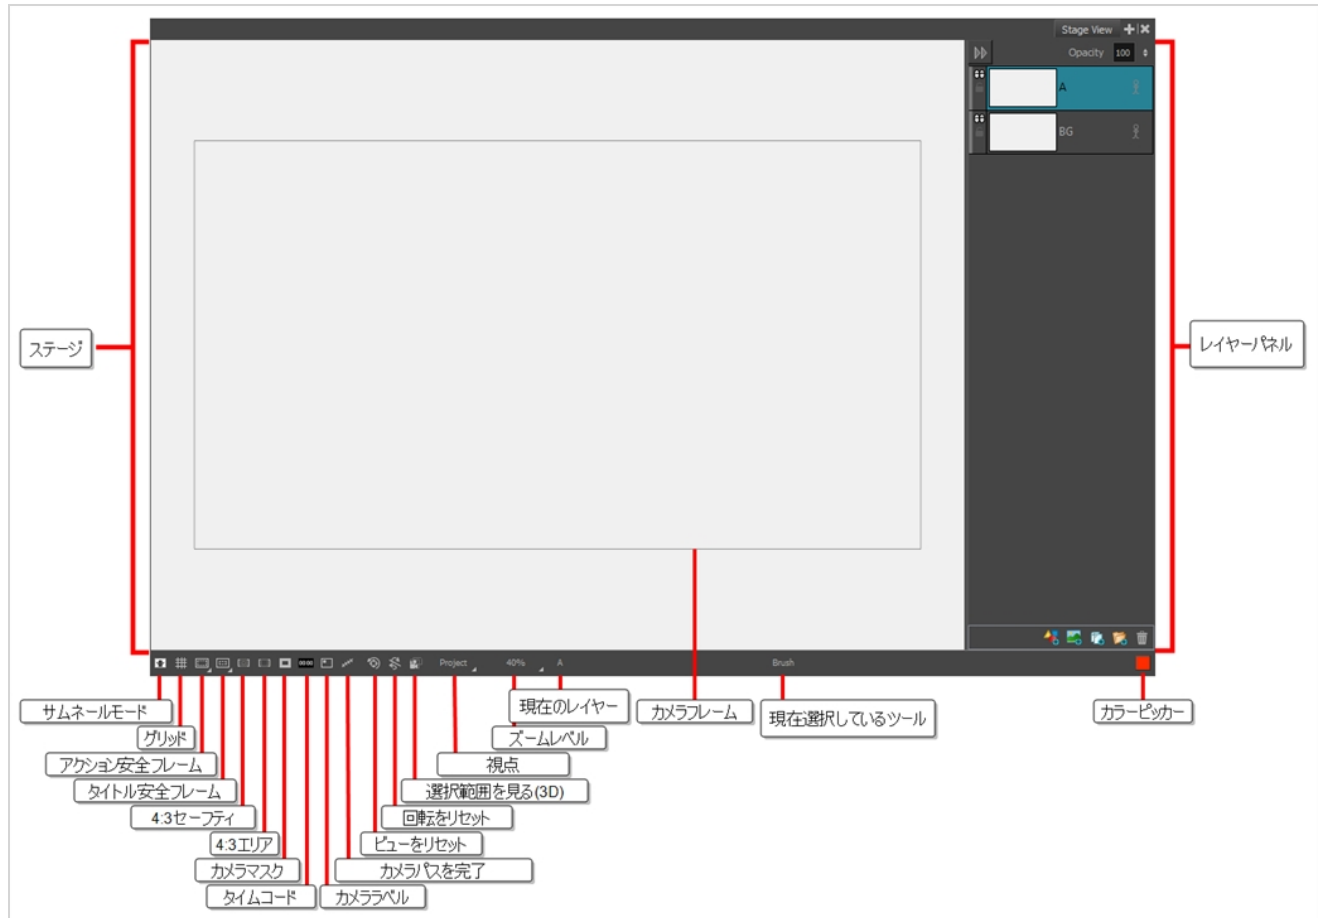 Stage View
Opacity 100
A
BG
ステージ
レイヤーパネル
00:00
Project
40%
A
Brush
サムネールモード
現在のレイヤー
カメラフレーム
現在選択しているツール
カラーピッカー
グリッド
ズームレベル
アクション安全フレーム
視点
タイトル安全フレーム
選択範囲を見る(3D)
4:3セーフティ
回転をリセット
4:3エリア
ビューをリセット
カメラマスク
カメラパスを完了
タイムコード
カメララベル